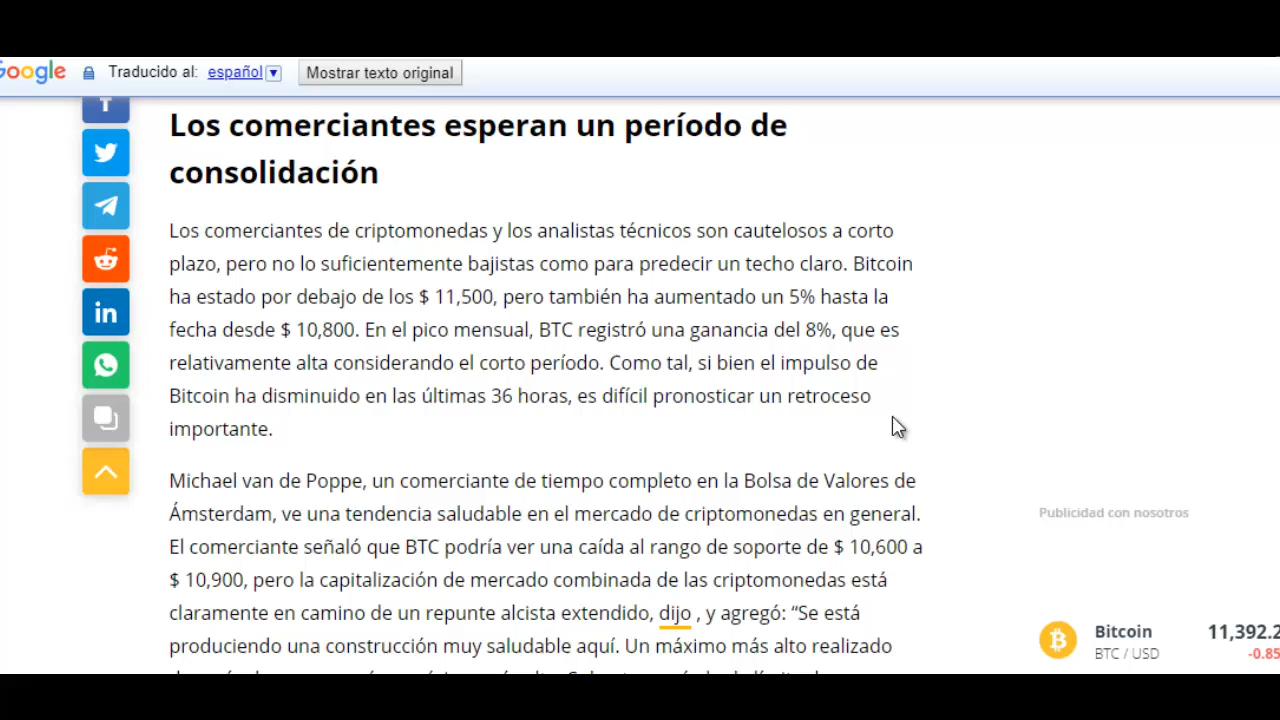 Google Traducido al: español Mostrar texto original
Los comerciantes esperan un período de
consolidación
Los comerciantes de criptomonedas y los analistas técnicos son cautelosos a corto
plazo, pero no lo suficientemente bajistas como para predecir un techo claro. Bitcoin
ha estado por debajo de los $ 11,500, pero también ha aumentado un 5% hasta la
fecha desde $ 10,800. En el pico mensual, BTC registró una ganancia del 8%, que es
relativamente alta considerando el corto período. Como tal, si bien el impulso de
Bitcoin ha disminuido en las últimas 36 horas, es difícil pronosticar un retroceso
importante.
Michael van de Poppe, un comerciante de tiempo completo en la Bolsa de Valores de
Ámsterdam, ve una tendencia saludable en el mercado de criptomonedas en general.
El comerciante señaló que BTC podría ver una caída al rango de soporte de $ 10,600 a
$ 10,900, pero la capitalización de mercado combinada de las criptomonedas está
claramente en camino de un repunte alcista extendido, dijo , y agregó: “Se está
produciendo una construcción muy saludable aquí. Un máximo más alto realizado
Publicidad con nosotros
Bitcoin 11,392.2
BTC / USD -0.85